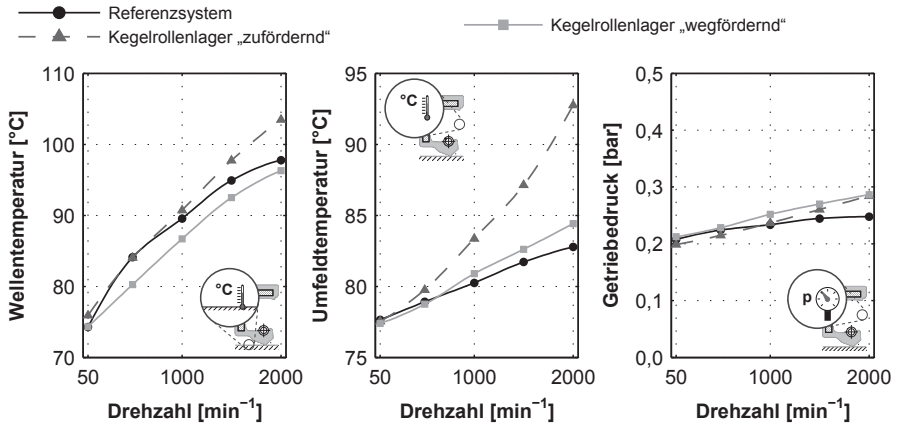 Referenzsystem
Kegelrollenlager „zufördernd“
Kegelrollenlager „wegfördernd“
Wellentemperatur [°C]
110
100
90
80
70
°C
50
1000
2000
Drehzahl [min⁻¹]
Umfeldtemperatur [°C]
95
90
85
80
75
°C
50
1000
2000
Drehzahl [min⁻¹]
Getriebedruck [bar]
0,5
0,4
0,3
0,2
0,1
0,0
p
50
1000
2000
Drehzahl [min⁻¹]